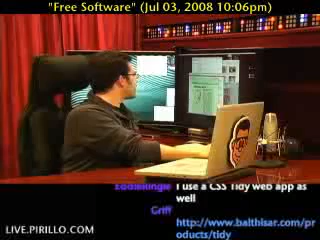 "Free Software" (Jul 03, 2008 10:06pm)
EddieRingle I use a CSS Tidy web app as
well
Griff
http://www.balthisar.com/pr
oducts/tidy
LIVE.PIRILLO.COM